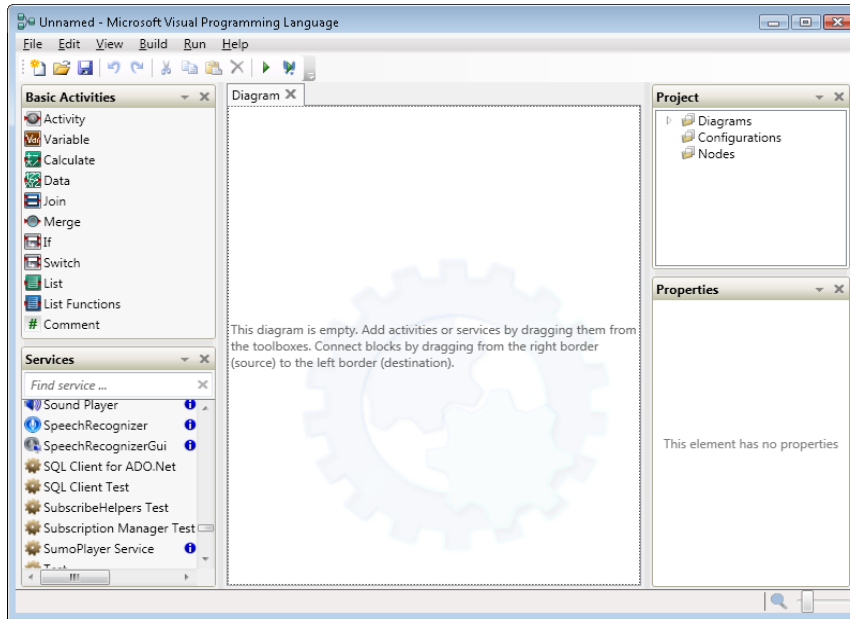 Unnamed - Microsoft Visual Programming Language
File Edit View Build Run Help
Basic Activities
Activity
Var
Variable
Calculate
Data
Join
Merge
If
Switch
List
List Functions
# Comment
Services
Find service ...
Sound Player
SpeechRecognizer
SpeechRecognizerGui
SQL Client for ADO.Net
SQL Client Test
SubscribeHelpers Test
Subscription Manager Test
SumoPlayer Service
Diagram
This diagram is empty. Add activities or services by dragging them from
the toolboxes. Connect blocks by dragging from the right border
(source) to the left border (destination).
Project
Diagrams
Configurations
Nodes
Properties
This element has no properties